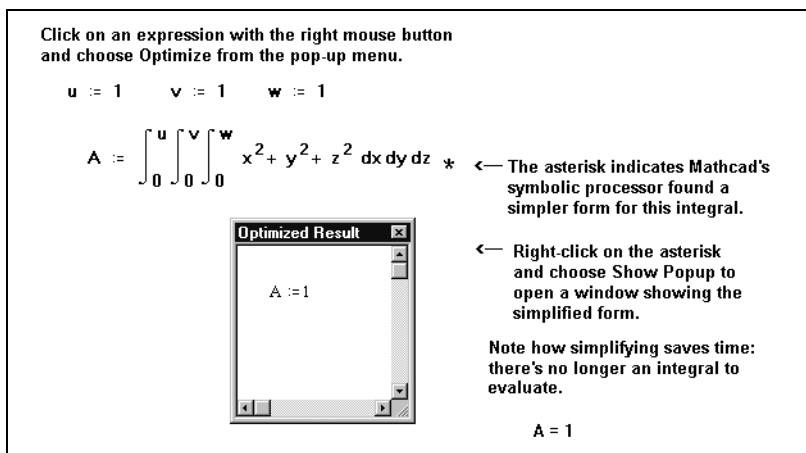 Click on an expression with the right mouse button
and choose Optimize from the pop-up menu.
u := 1 v := 1 w := 1
A := ∫₀ᵘ ∫₀ᵛ ∫₀ʷ x² + y² + z² dx dy dz *
← The asterisk indicates Mathcad's
symbolic processor found a
simpler form for this integral.
Optimized Result
A := 1
← Right-click on the asterisk
and choose Show Popup to
open a window showing the
simplified form.
Note how simplifying saves time:
there's no longer an integral to
evaluate.
A = 1